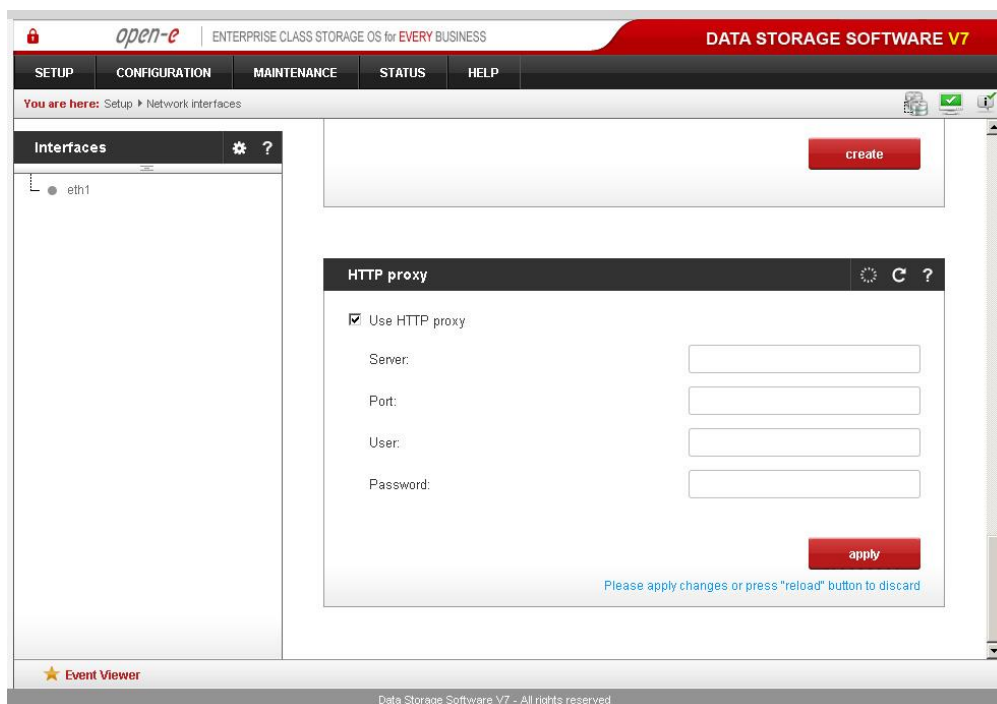 open-e ENTERPRISE CLASS STORAGE OS for EVERY BUSINESS DATA STORAGE SOFTWARE V7
SETUP CONFIGURATION MAINTENANCE STATUS HELP
You are here: Setup Network interfaces
Interfaces ?
eth1
create
HTTP proxy ?
Use HTTP proxy
Server:
Port:
User:
Password:
apply
Please apply changes or press "reload" button to discard
Event Viewer
Data Storage Software V7 - All rights reserved